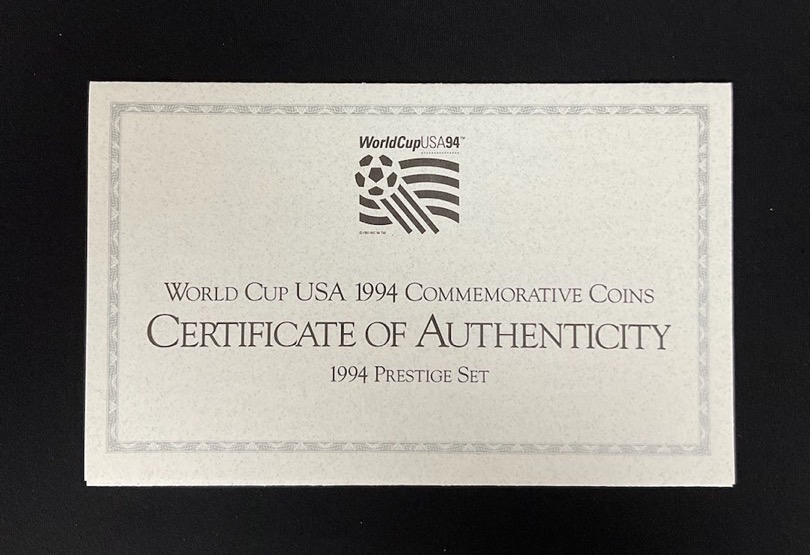 WorldCupUSA94™
World Cup USA 1994 Commemorative Coins
Certificate of Authenticity
1994 Prestige Set